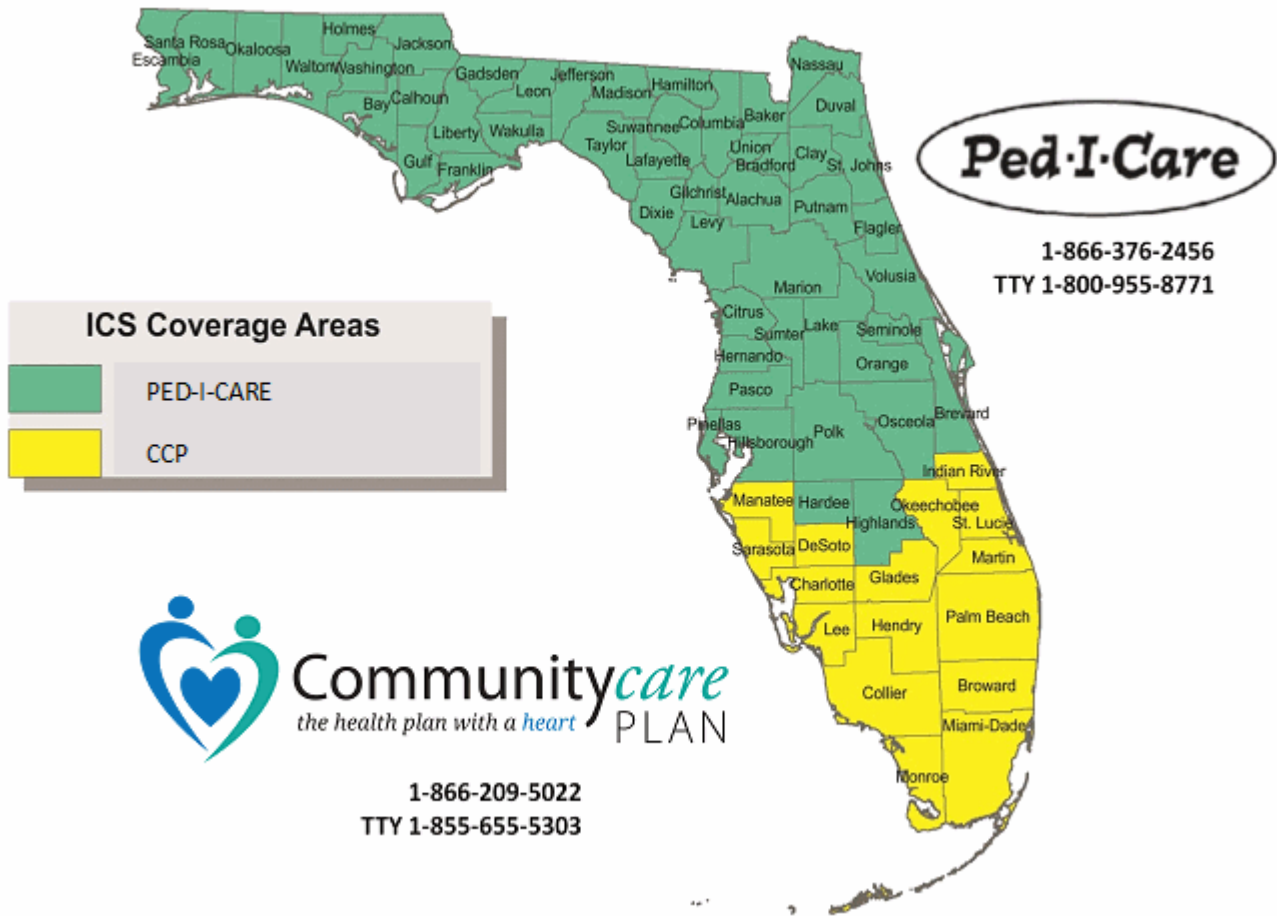 Holmes
Santa Rosa
Okaloosa
Jackson
Escambia
Walton
Washington
Gadsden
Jefferson
Hamilton
Nassau
Leon
Madison
Bay
Calhoun
Duval
Baker
Liberty
Wakulla
Suwannee
Columbia
Taylor
Union
Gulf
Franklin
Lafayette
Bradford
Clay
St. Johns
Gilchrist
Alachua
Dixie
Putnam
Levy
Flagler
Volusia
Marion
Citrus
Sumter
Lake
Seminole
Hernando
Orange
Pasco
Brevard
Pinellas
Osceola
Hillsborough
Polk
Indian River
Manatee
Hardee
Okeechobee
Highlands
St. Lucie
Sarasota
DeSoto
Martin
Charlotte
Glades
Palm Beach
Lee
Hendry
Collier
Broward
Miami-Dade
Monroe
Ped·I·Care
1-866-376-2456
TTY 1-800-955-8771
ICS Coverage Areas
PED-I-CARE
CCP
Communitycare
the health plan with a heart PLAN
1-866-209-5022
TTY 1-855-655-5303